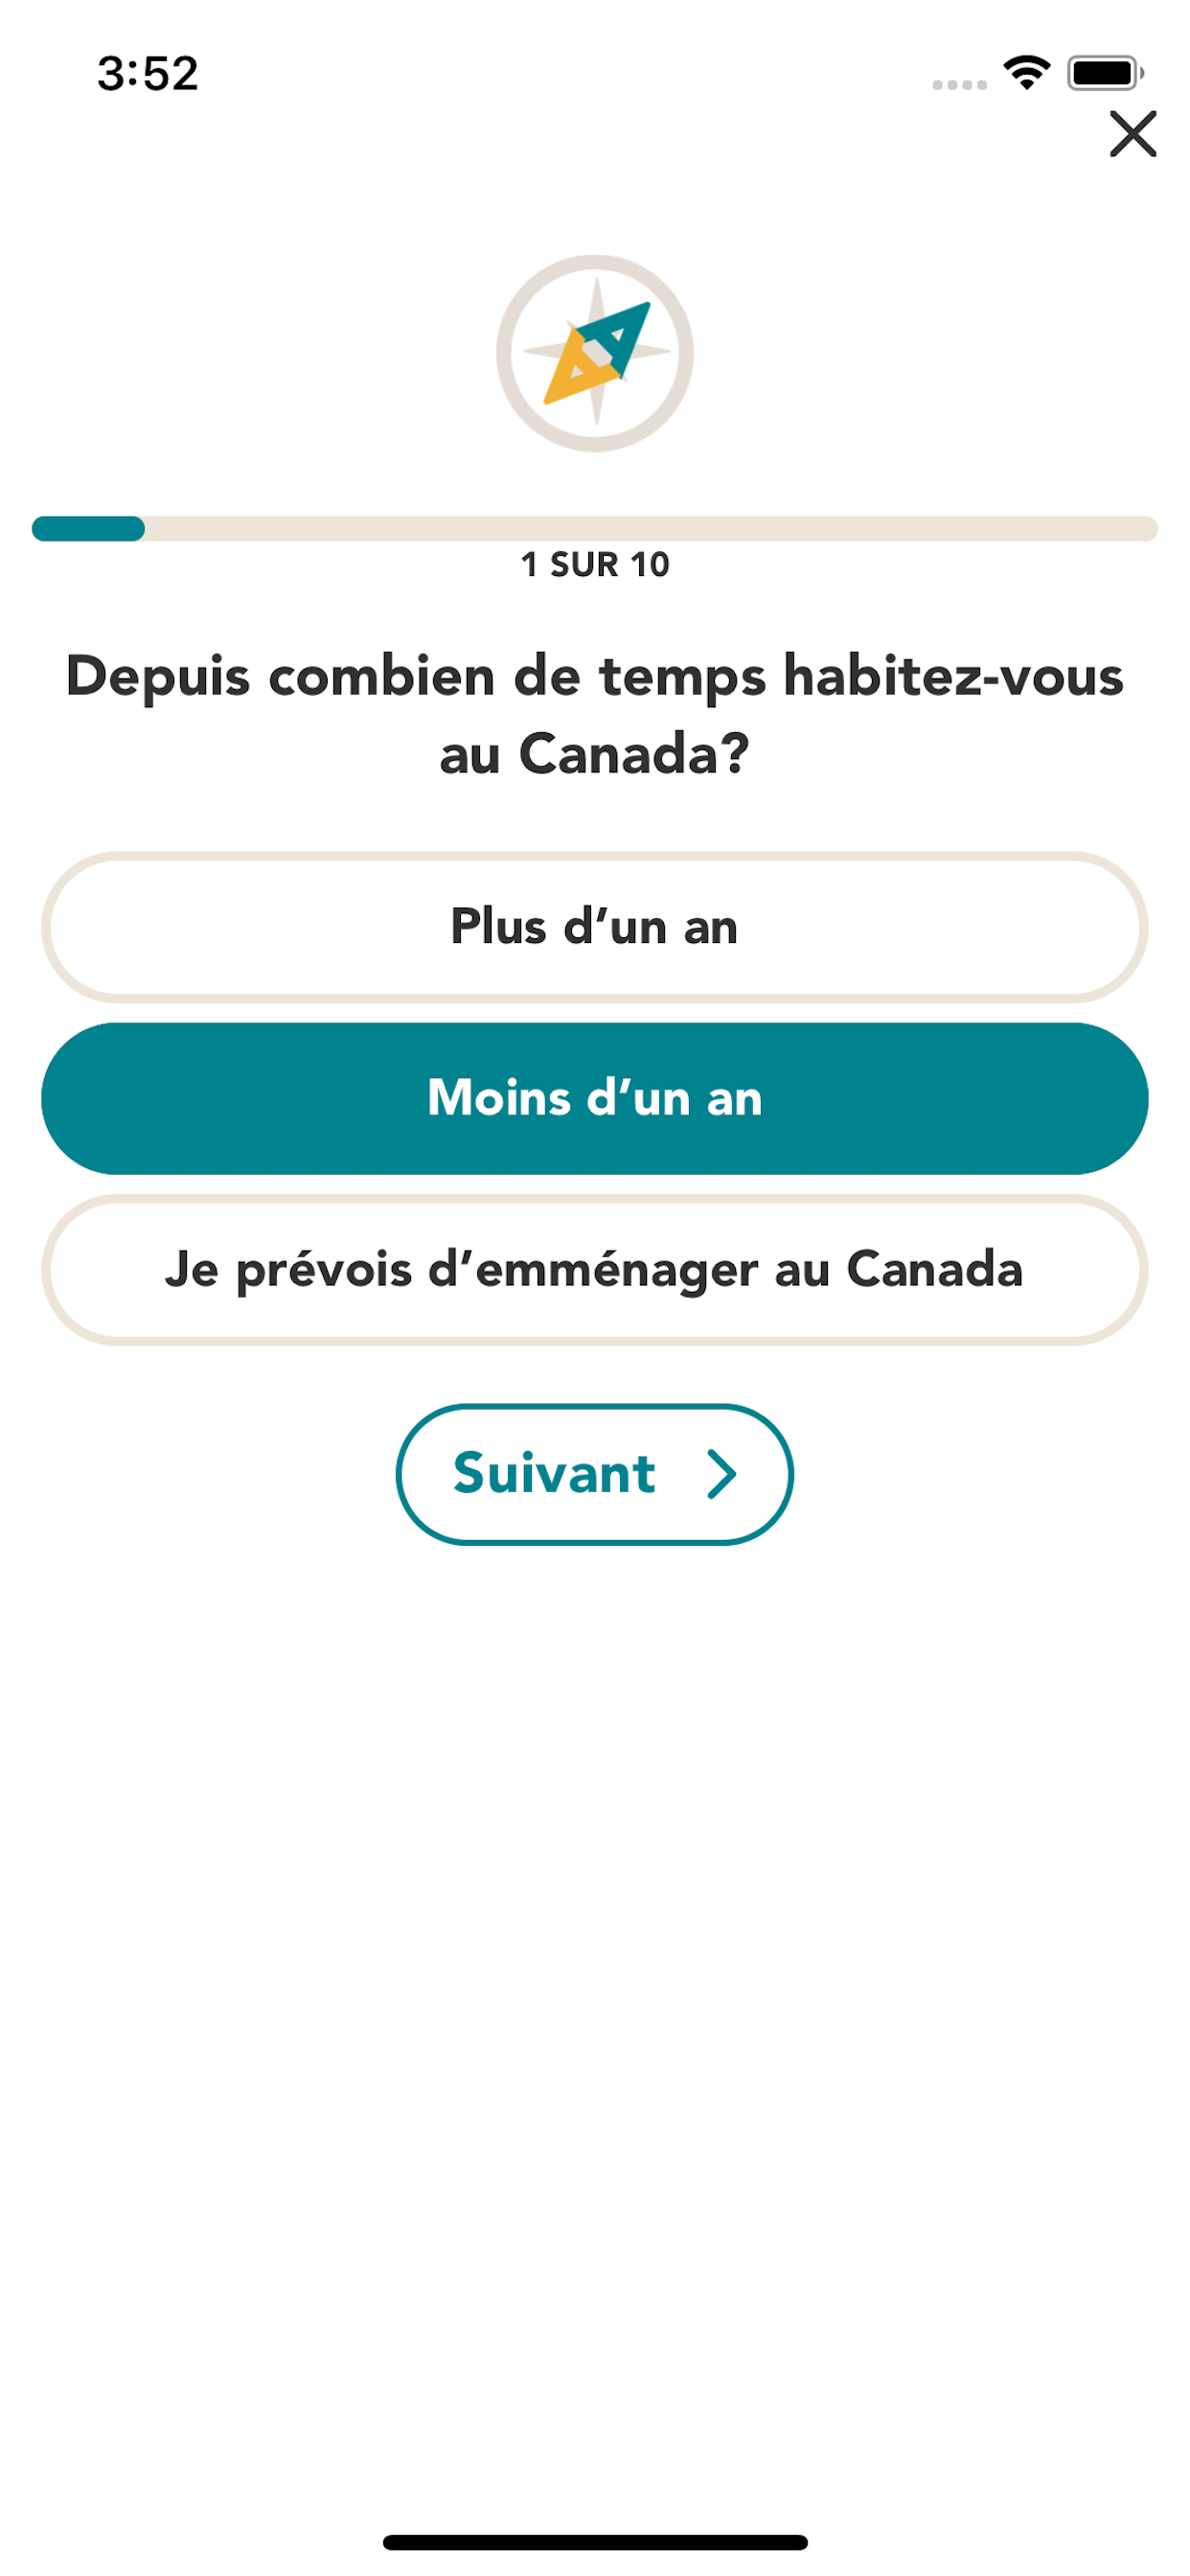 3:52
1 SUR 10
Depuis combien de temps habitez-vous
au Canada?
Plus d’un an
Moins d’un an
Je prévois d’emménager au Canada
Suivant